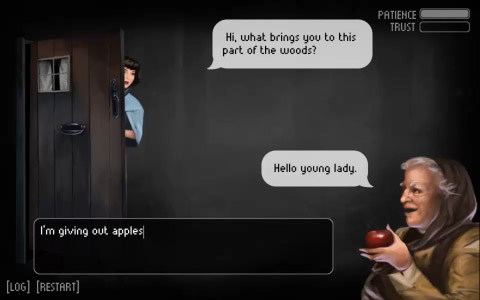 PATIENCE
TRUST
Hi, what brings you to this
part of the woods?
Hello young lady.
I'm giving out apples
[LOG] [RESTART]